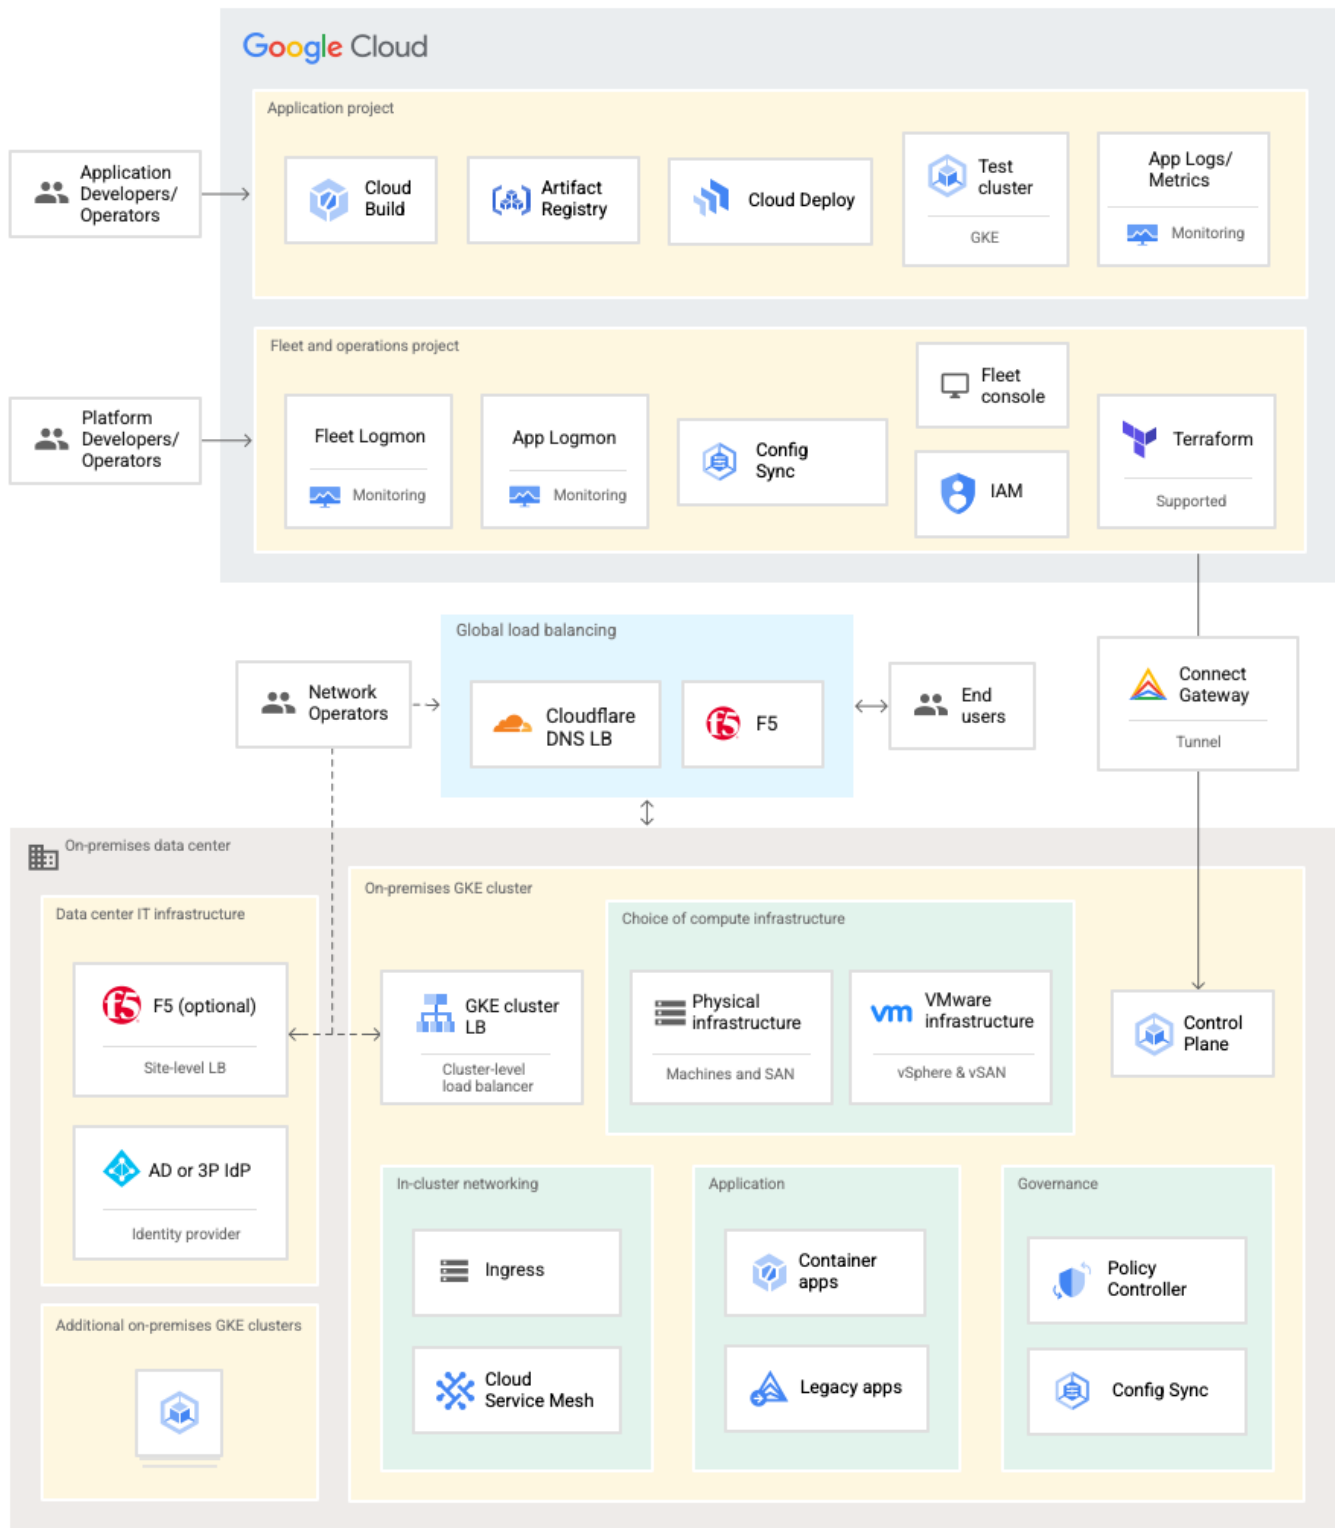 Google Cloud
Application project
Application
Developers/
Operators
Cloud
Build
Artifact
Registry
Cloud Deploy
Test
cluster
GKE
App Logs/
Metrics
Monitoring
Fleet and operations project
Platform
Developers/
Operators
Fleet Logmon
Monitoring
App Logmon
Monitoring
Config
Sync
Fleet
console
IAM
Terraform
Supported
Global load balancing
Network
Operators
Cloudflare
DNS LB
F5
End
users
Connect
Gateway
Tunnel
On-premises data center
Data center IT infrastructure
F5 (optional)
Site-level LB
AD or 3P IdP
Identity provider
Additional on-premises GKE clusters
On-premises GKE cluster
GKE cluster
LB
Cluster-level
load balancer
Choice of compute infrastructure
Physical
infrastructure
Machines and SAN
vm
VMware
infrastructure
vSphere & vSAN
Control
Plane
In-cluster networking
Ingress
Cloud
Service Mesh
Application
Container
apps
Legacy apps
Governance
Policy
Controller
Config Sync